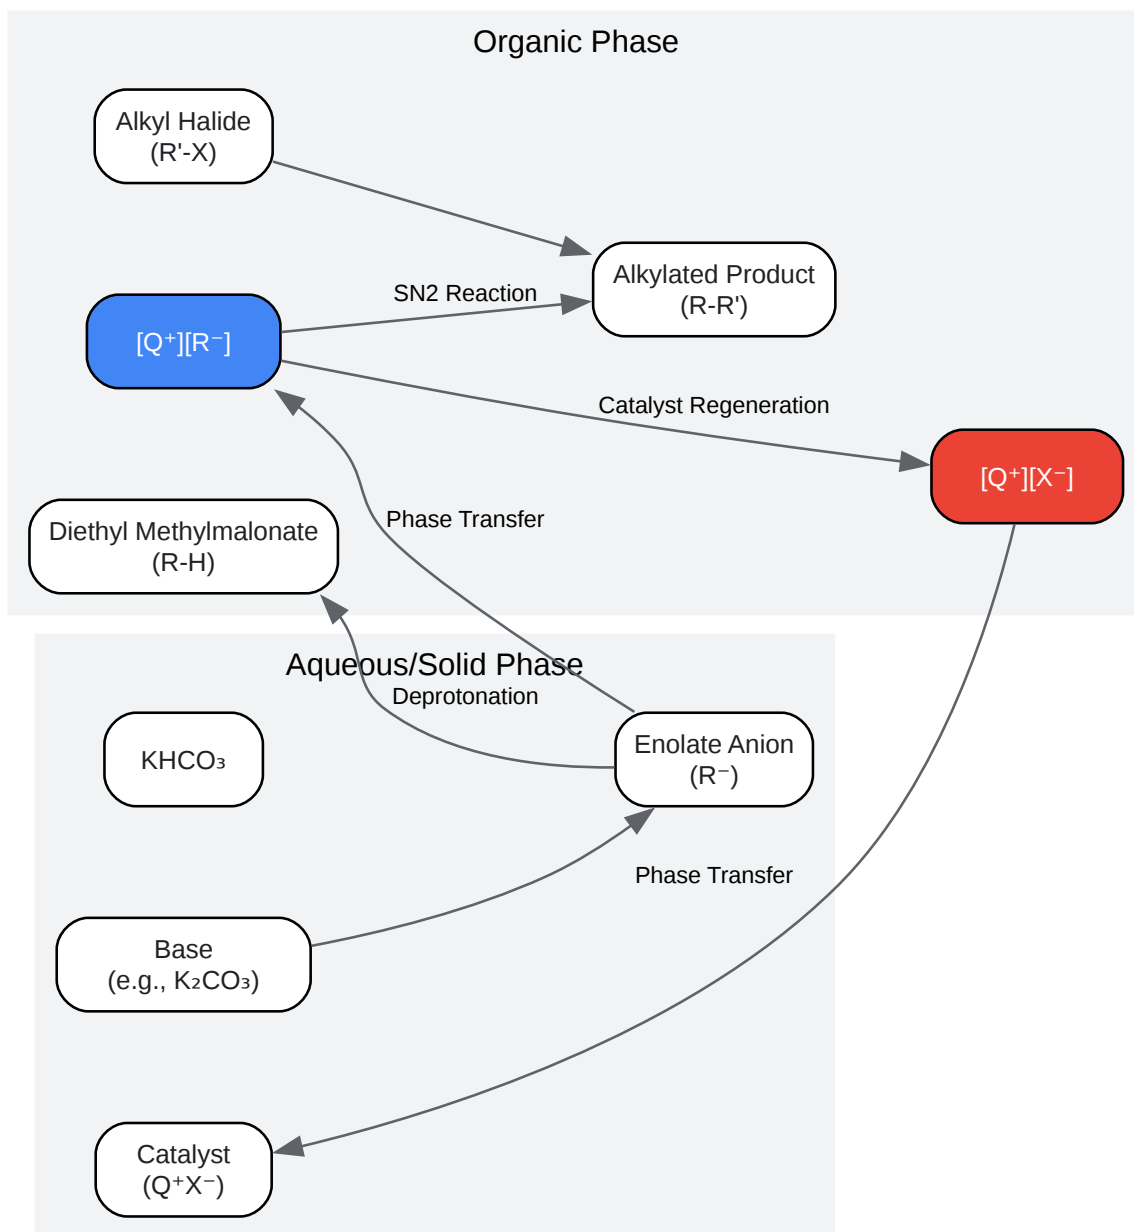 Organic Phase
Alkyl Halide
(R'-X)
Alkylated Product
(R-R')
SN2 Reaction
[Q⁺][R⁻]
Catalyst Regeneration
[Q⁺][X⁻]
Phase Transfer
Diethyl Methylmalonate
(R-H)
Aqueous/Solid Phase
Deprotonation
KHCO₃
Enolate Anion
(R⁻)
Phase Transfer
Base
(e.g., K₂CO₃)
Catalyst
(Q⁺X⁻)